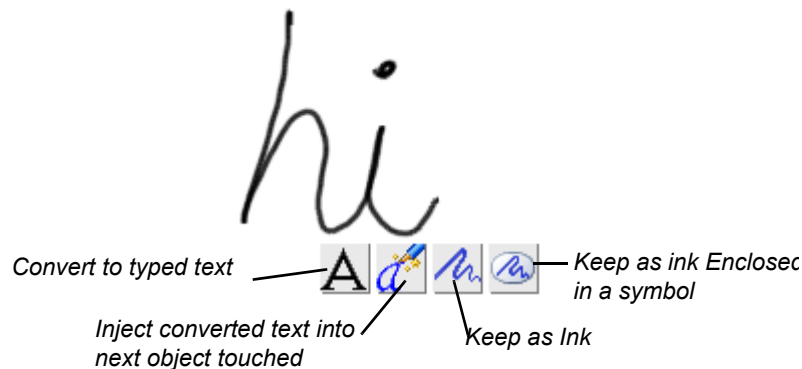 hi
A
Convert to typed text
Keep as ink Enclosed
in a symbol
Inject converted text into
next object touched
Keep as Ink